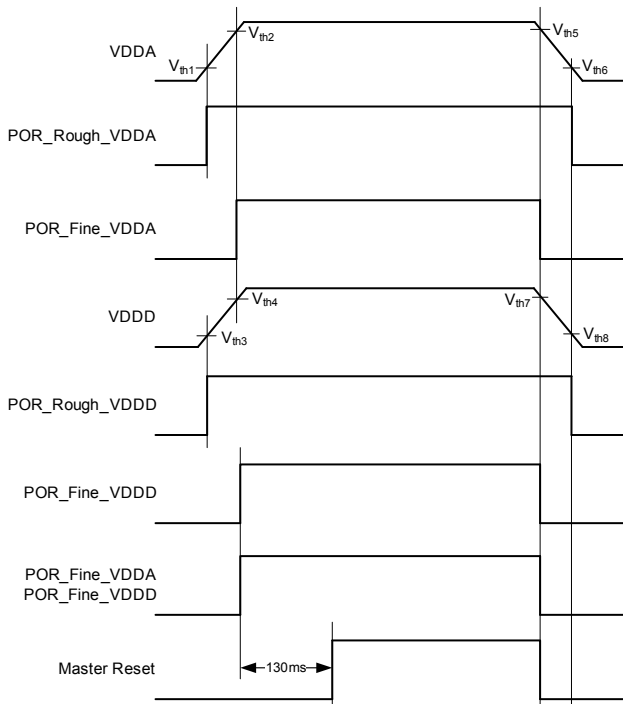 VDDA
Vth1
Vth2
Vth5
Vth6
POR_Rough_VDDA
POR_Fine_VDDA
VDDD
Vth3
Vth4
Vth7
Vth8
POR_Rough_VDDD
POR_Fine_VDDD
POR_Fine_VDDA
POR_Fine_VDDD
Master Reset
130ms